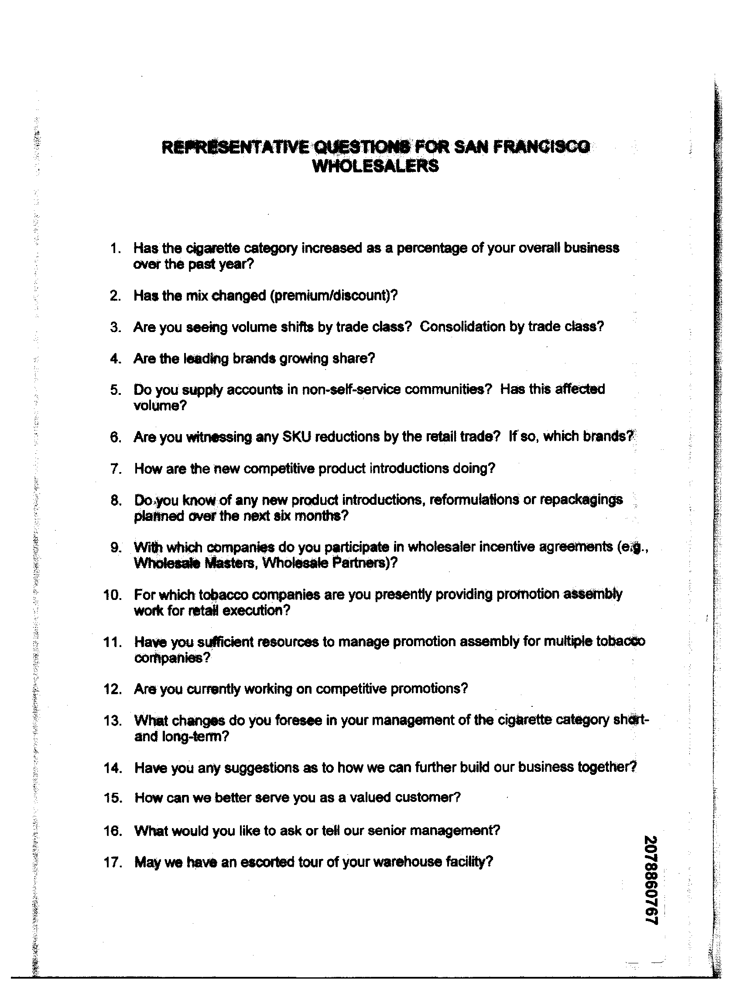 REPRESENTATIVE QUESTIONS FOR SAN FRANCISCO
WHOLESALERS
1. Has the cigarette category increased as a percentage of your overall business
over the past year?
2. Has the mix changed (premium/discount)?
3. Are you seeing volume shifts by trade class? Consolidation by trade class?
4. Are the leading brands growing share?
5. Do you supply accounts in non-self-service communities? Has this affected
volume?
6. Are you witnessing any SKU reductions by the retail trade? If so, which brands?
7. How are the new competitive product introductions doing?
8. Do you know of any new product introductions, reformulations or repackagings
planned over the next six months?
9. With which companies do you participate in wholesaler incentive agreements (e.g.,
Wholesale Masters, Wholesale Partners)?
10. For which tobacco companies are you presently providing promotion assembly
work for retail execution?
11. Have you sufficient resources to manage promotion assembly for multiple tobacco
companies?
12. Are you currently working on competitive promotions?
13. What changes do you foresee in your management of the cigarette category short-
and long-term?
14. Have you any suggestions as to how we can further build our business together?
15. How can we better serve you as a valued customer?
16. What would you like to ask or tell our senior management?
17. May we have an escorted tour of your warehouse facility?
2078860767